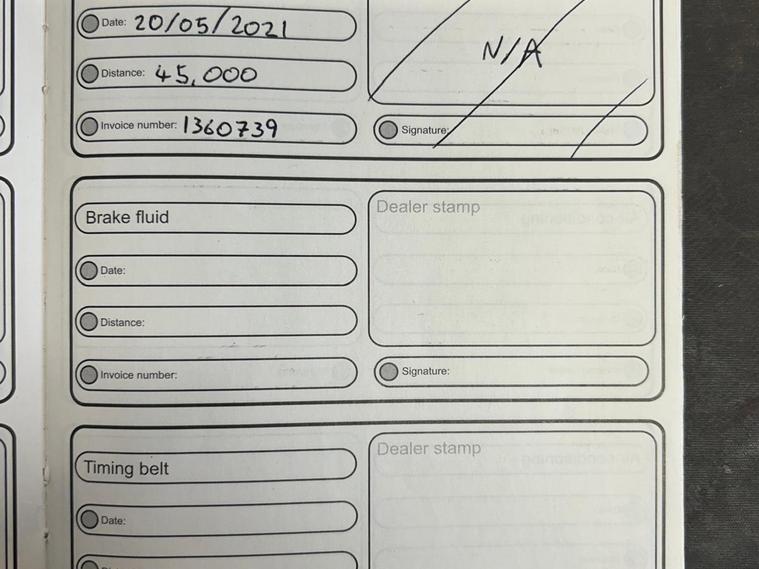 Date: 20/05/2021
Distance: 45,000
N/A
Invoice number: 1360739
Signature:
Brake fluid
Dealer stamp
Date:
Distance:
Invoice number:
Signature:
Timing belt
Dealer stamp
Date: